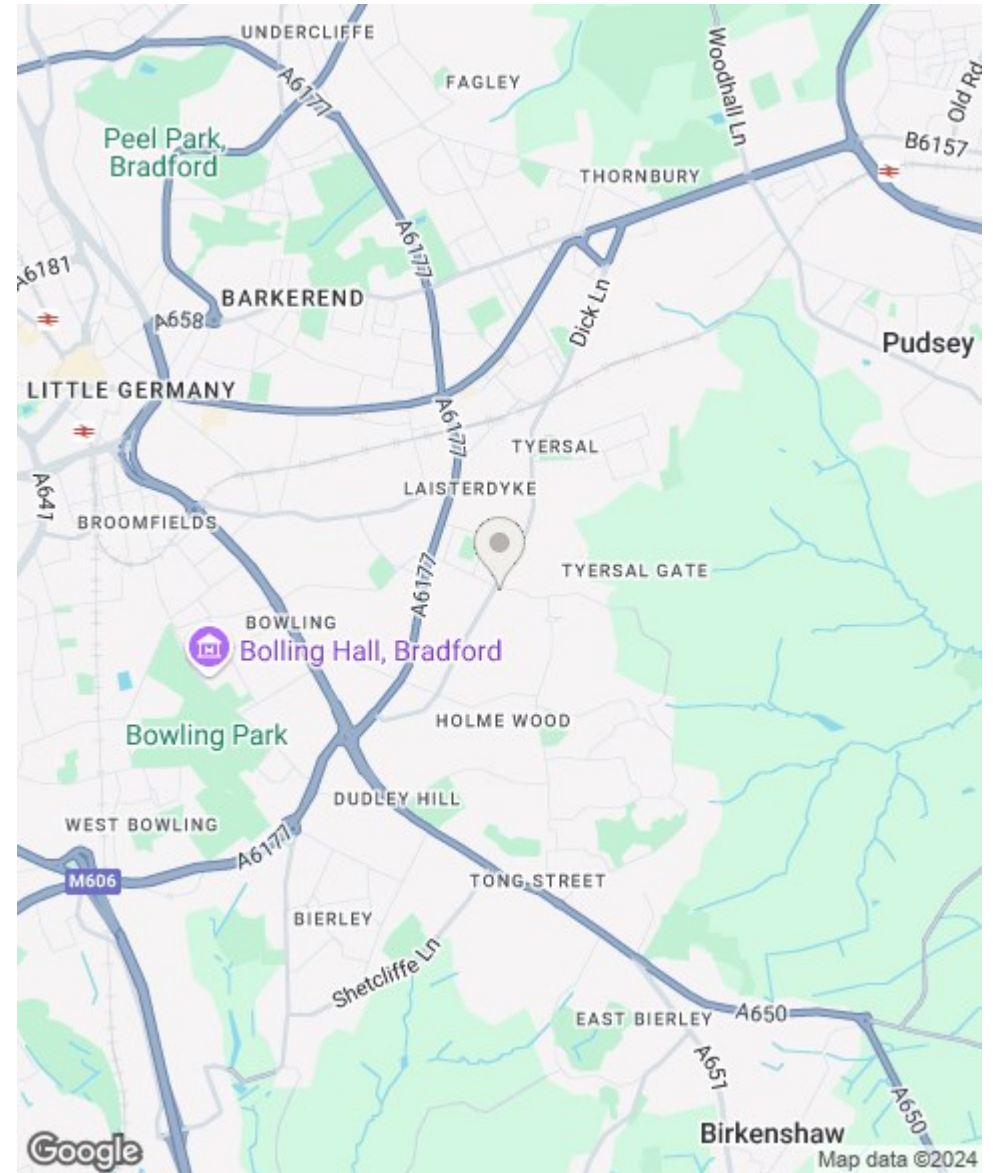 UNDERCLIFFE
A6177
FAGLEY
Woodhall Ln
Old Rd
Peel Park,
Bradford
B6157
THORNBURY
A6177
A6181
BARKEREND
A658
Dick Ln
Pudsey
LITTLE GERMANY
A6177
TYERSAL
A641
LAISTERDYKE
BROOMFIELDS
TYERSAL GATE
A6177
BOWLING
Bolling Hall, Bradford
HOLME WOOD
Bowling Park
DUDLEY HILL
WEST BOWLING
A6177
M606
TONG STREET
BIERLEY
Shetcliffe Ln
EAST BIERLEY
A650
A651
A650
Birkenshaw
Google
Map data ©2024